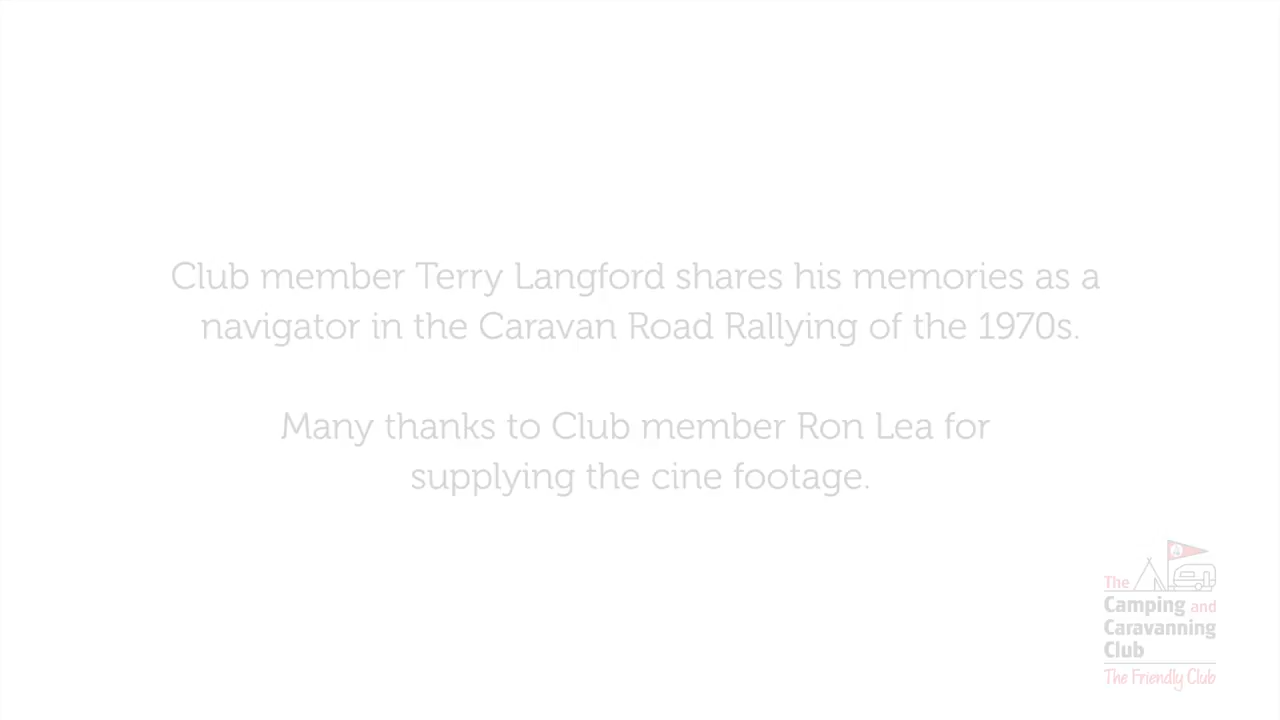 Club member Terry Langford shares his memories as a
navigator in the Caravan Road Rallying of the 1970s.
Many thanks to Club member Ron Lea for
supplying the cine footage.
The
Camping and
Caravanning
Club
The Friendly Club